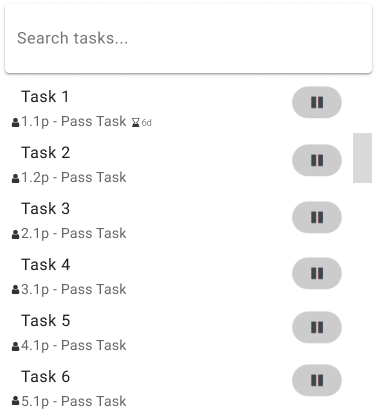 Search tasks...
Task 1
1.1p - Pass Task 6d
Task 2
1.2p - Pass Task
Task 3
2.1p - Pass Task
Task 4
3.1p - Pass Task
Task 5
4.1p - Pass Task
Task 6
5.1p - Pass Task